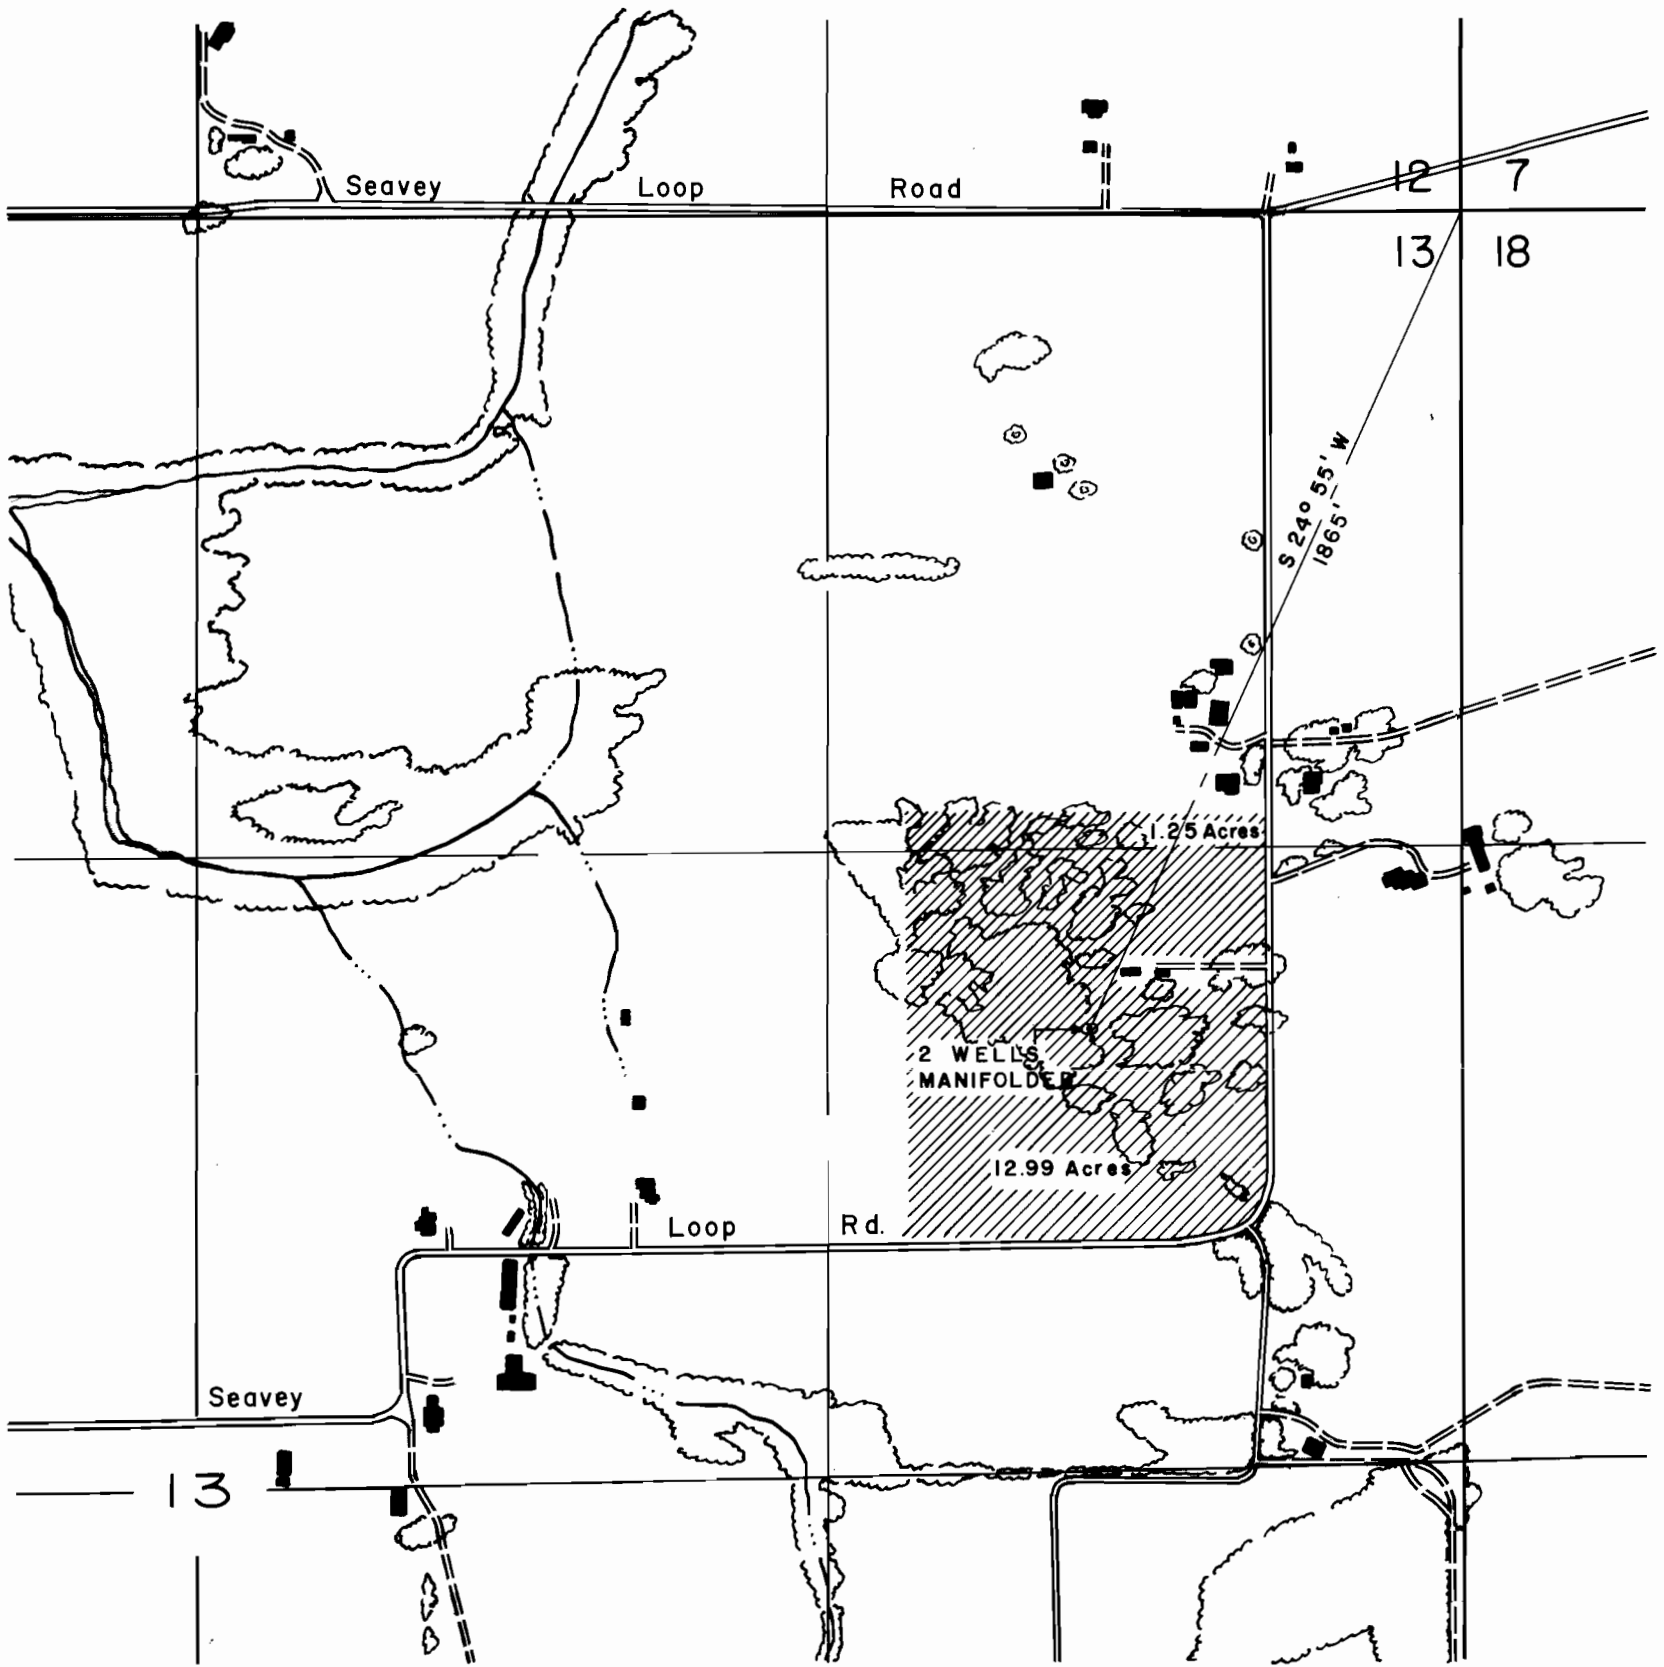 Seavey Loop Road
12 7
13 18
S 24° 55' W
1865'
1.25 Acres
2 WELLS
MANIFOLDED
12.99 Acres
Loop Rd.
Seavey
13